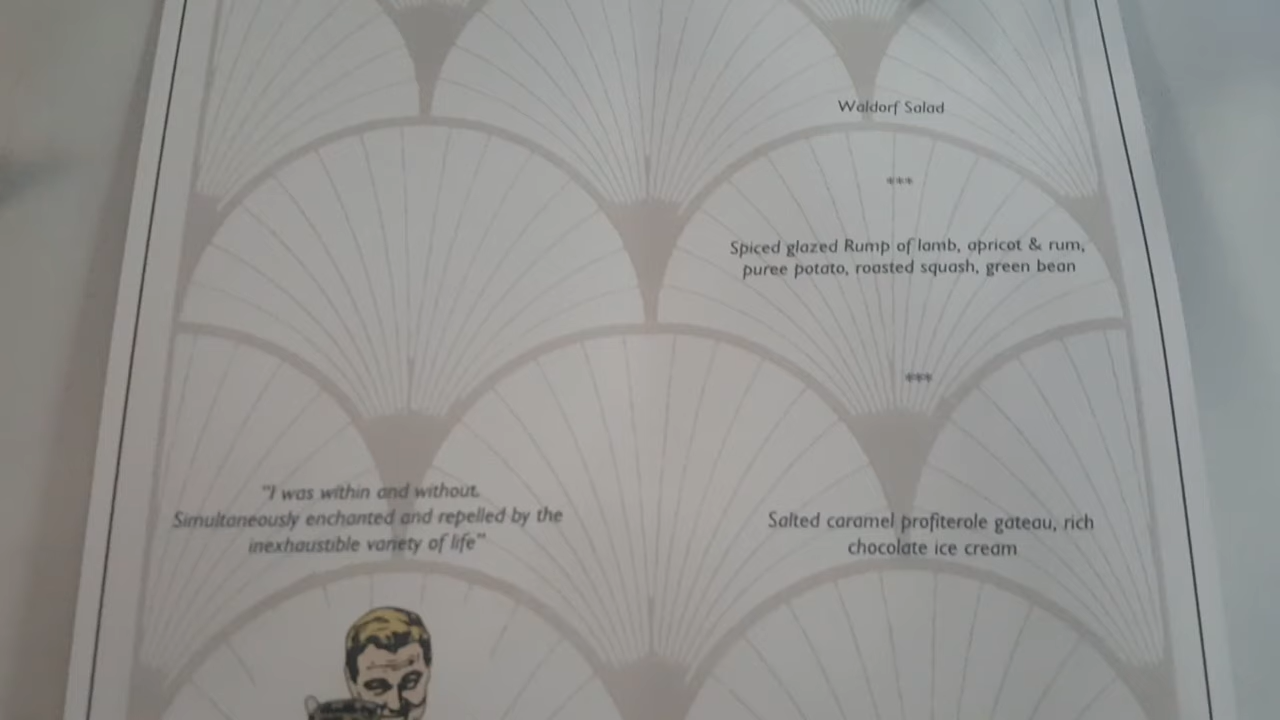 Waldorf Salad
***
Spiced glazed Rump of lamb, apricot & rum,
puree potato, roasted squash, green bean
***
"I was within and without.
Simultaneously enchanted and repelled by the
inexhaustible variety of life"
Salted caramel profiterole gateau, rich
chocolate ice cream